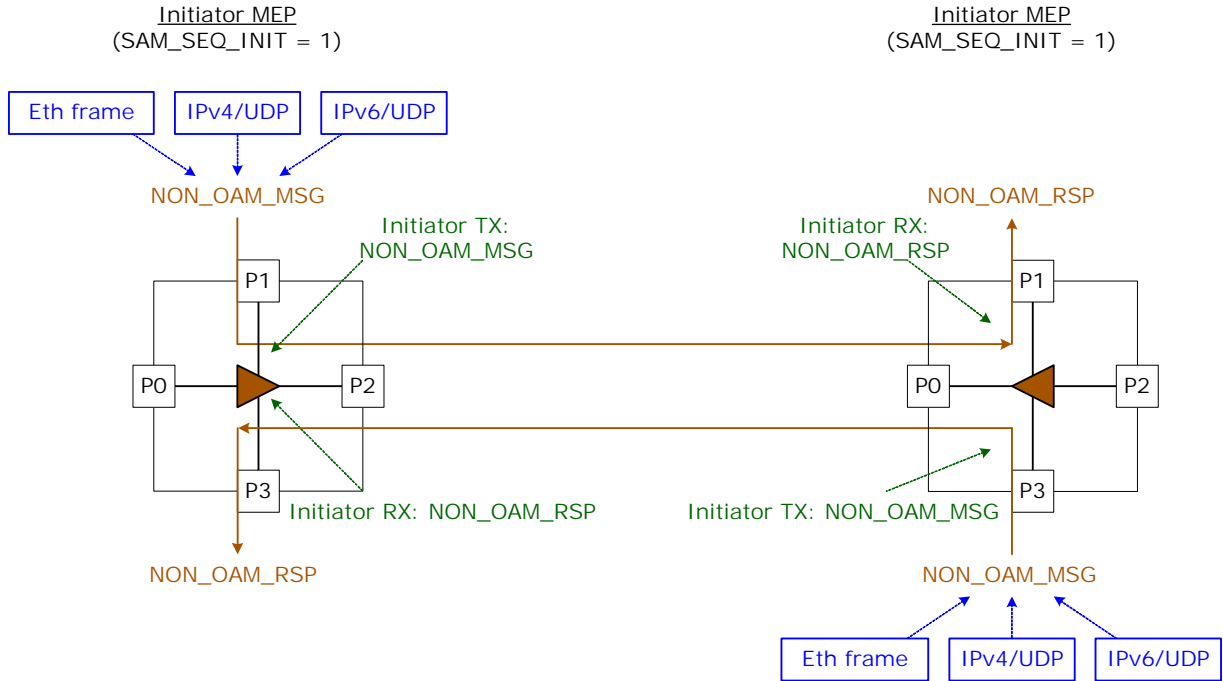 Initiator MEP
(SAM_SEQ_INIT = 1)
Initiator MEP
(SAM_SEQ_INIT = 1)
Eth frame
IPv4/UDP
IPv6/UDP
NON_OAM_MSG
NON_OAM_RSP
Initiator TX:
NON_OAM_MSG
Initiator RX:
NON_OAM_RSP
P1
P1
P0
P2
P0
P2
P3
P3
Initiator RX: NON_OAM_RSP
Initiator TX: NON_OAM_MSG
NON_OAM_RSP
NON_OAM_MSG
Eth frame
IPv4/UDP
IPv6/UDP